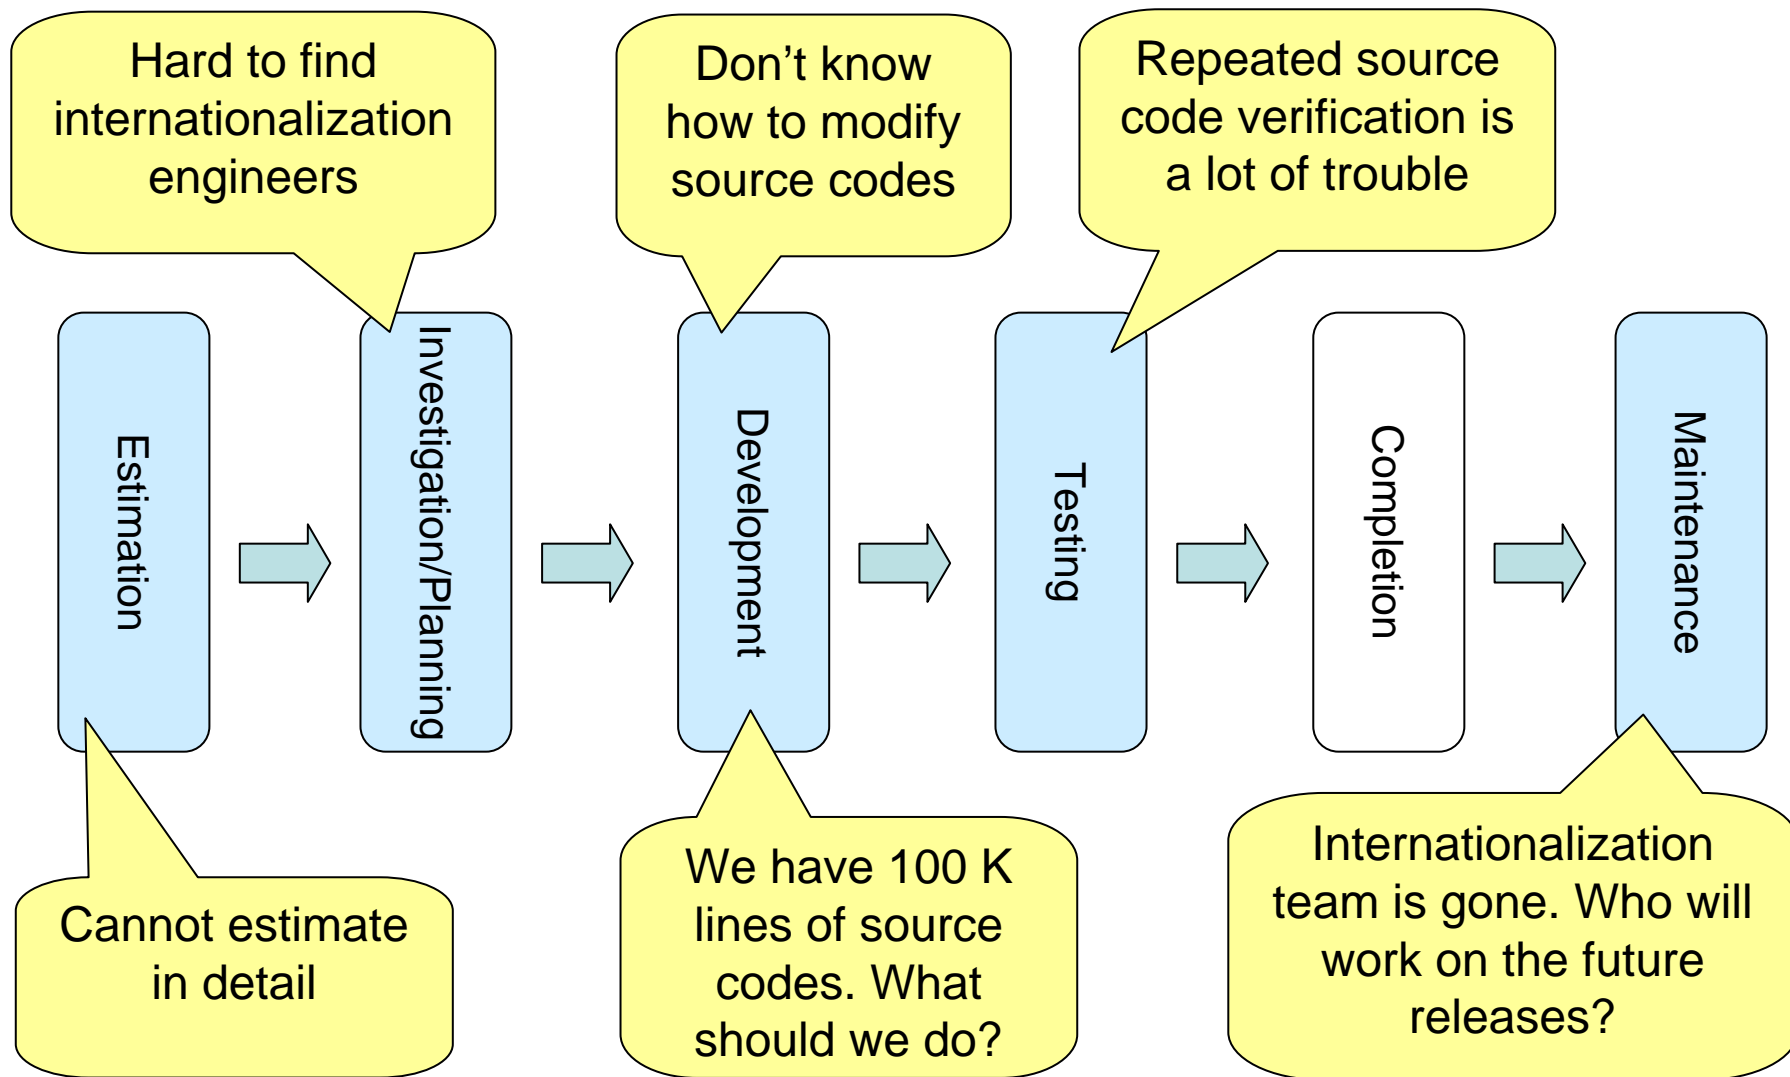 Hard to find
internationalization
engineers
Don't know
how to modify
source codes
Repeated source
code verification is
a lot of trouble
Estimation
Investigation/Planning
Development
Testing
Completion
Maintenance
Cannot estimate
in detail
We have 100 K
lines of source
codes. What
should we do?
Internationalization
team is gone. Who will
work on the future
releases?